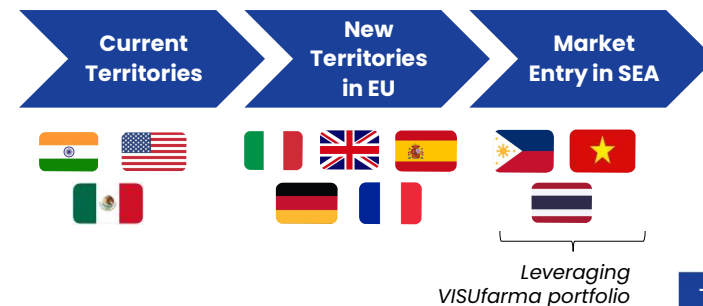 Current
Territories
New
Territories
in EU
Market
Entry in SEA
Leveraging
VISUfarma portfolio